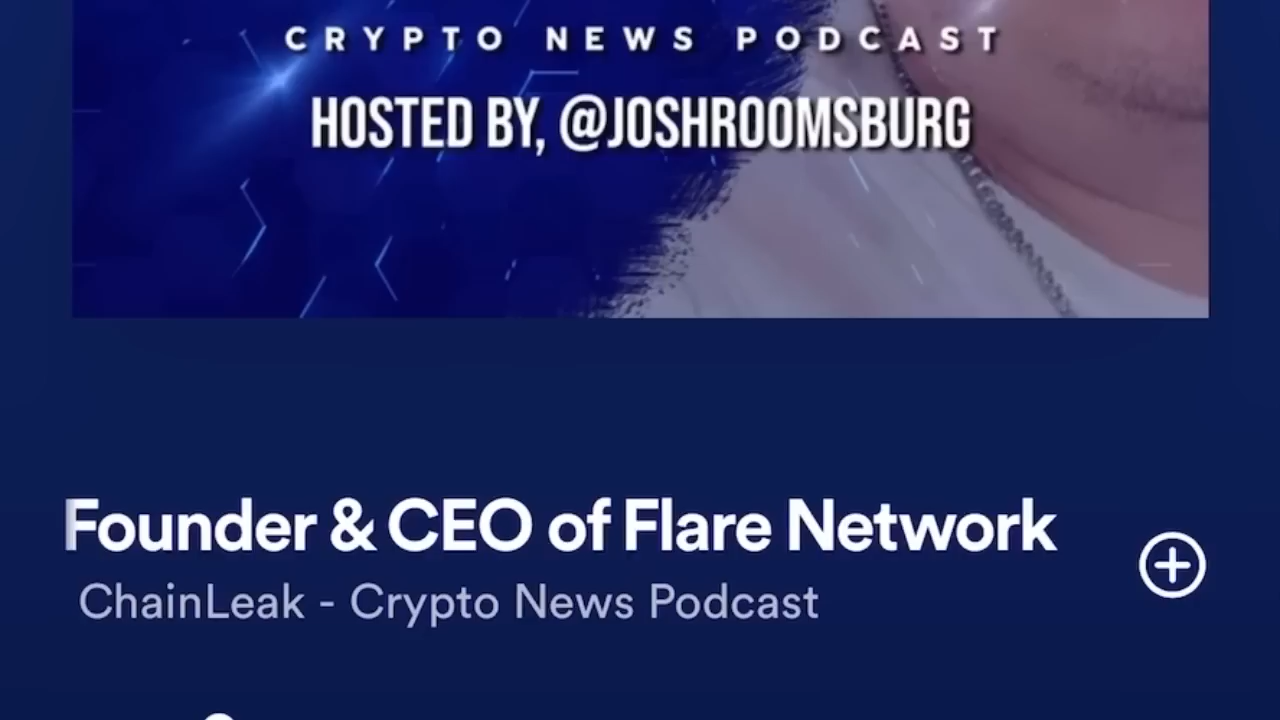 CRYPTO NEWS PODCAST
HOSTED BY, @JOSHROOMSBURG
Founder & CEO of Flare Network
ChainLeak - Crypto News Podcast